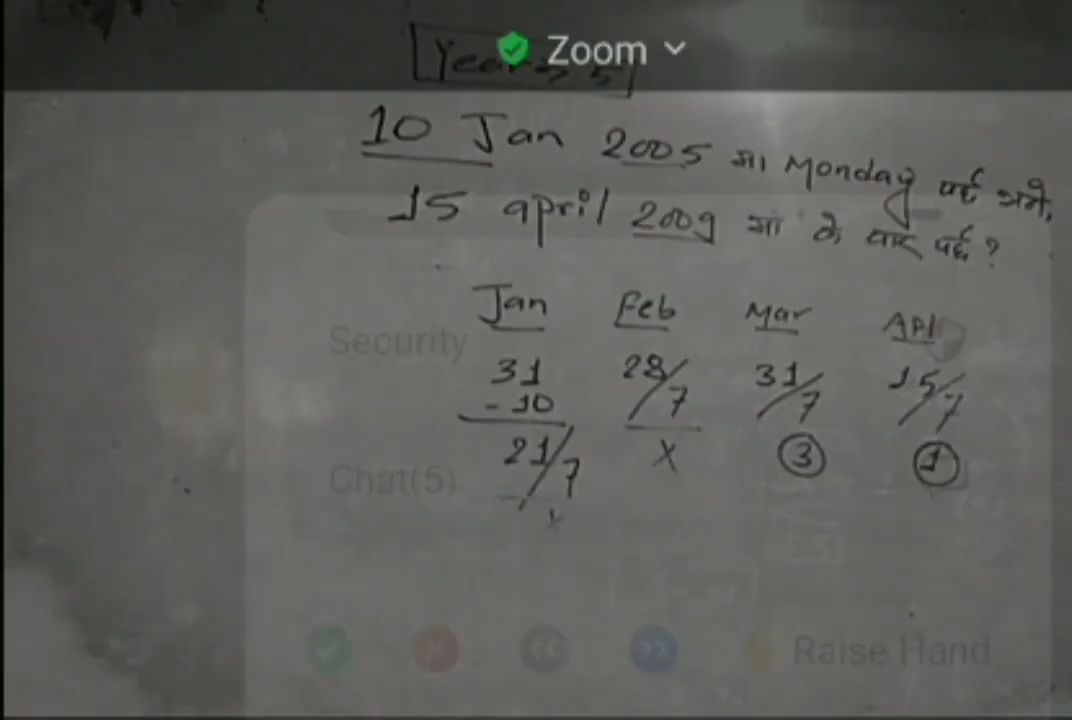 Zoom
Year → 5
10 Jan 2005 मा Monday पर्छ भने,
15 april 2009 मा के वार पर्छ ?
Jan Feb Mar Apl
31 28/7 31/7 15/7
- 10
21/7 x 3 1
x
Security
Chat(5)
Raise Hand